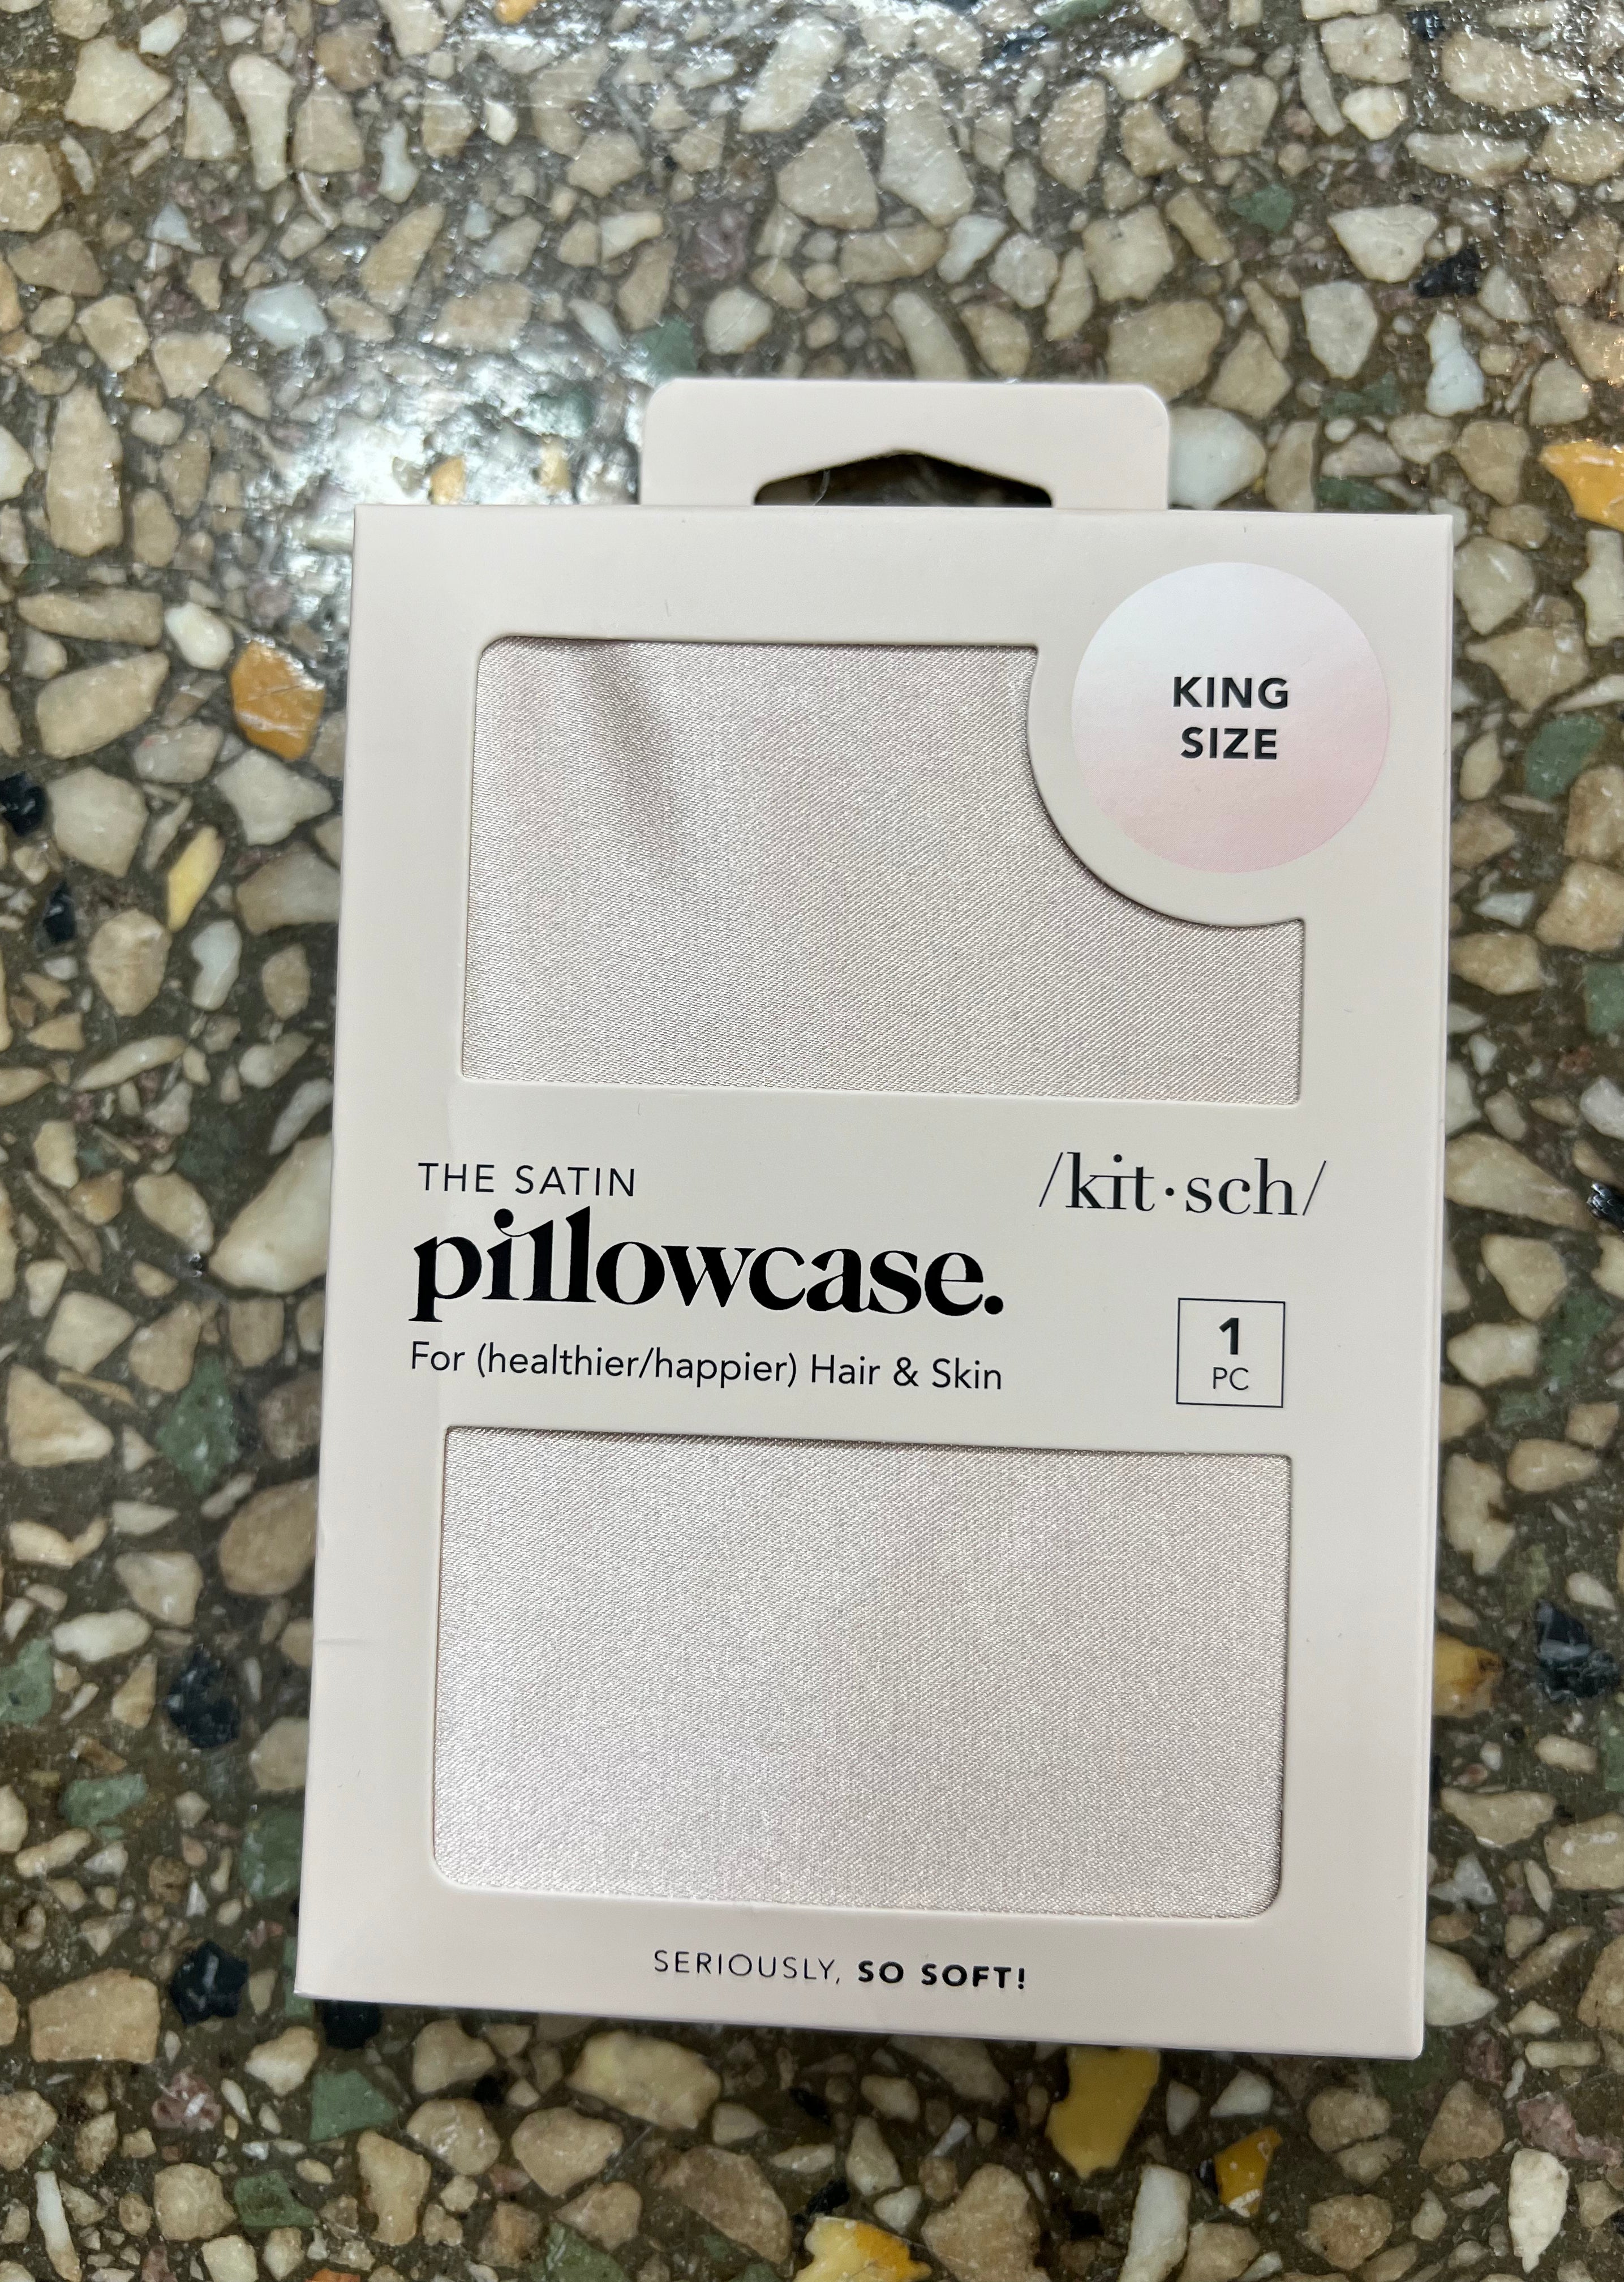 KING
SIZE
THE SATIN
/kit·sch/
pillowcase.
For (healthier/happier) Hair & Skin
1
PC
SERIOUSLY, SO SOFT!